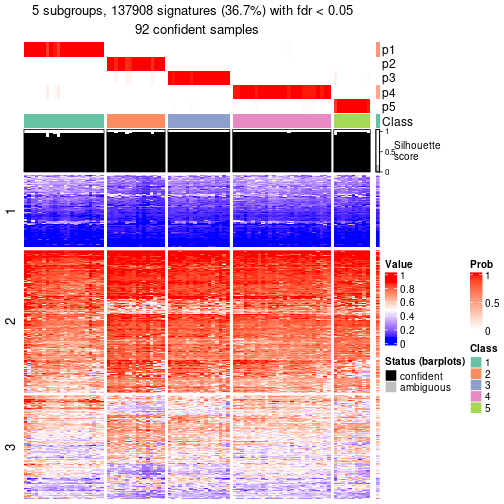 5 subgroups, 137908 signatures (36.7%) with fdr < 0.05
92 confident samples
p1
p2
p3
p4
p5
Class
1
0.5
0
Silhouette
score
1
2
3
Value
1
0.8
0.6
0.4
0.2
0
Prob
1
0.5
0
Status (barplots)
confident
ambiguous
Class
1
2
3
4
5